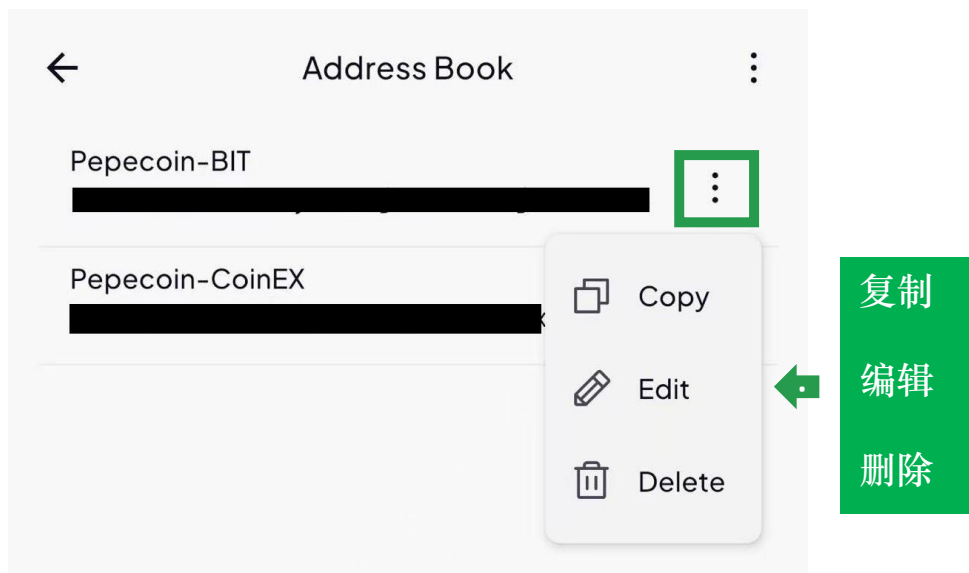 Address Book
Pepecoin-BIT
Pepecoin-CoinEX
Copy
Edit
Delete
复制
编辑
删除